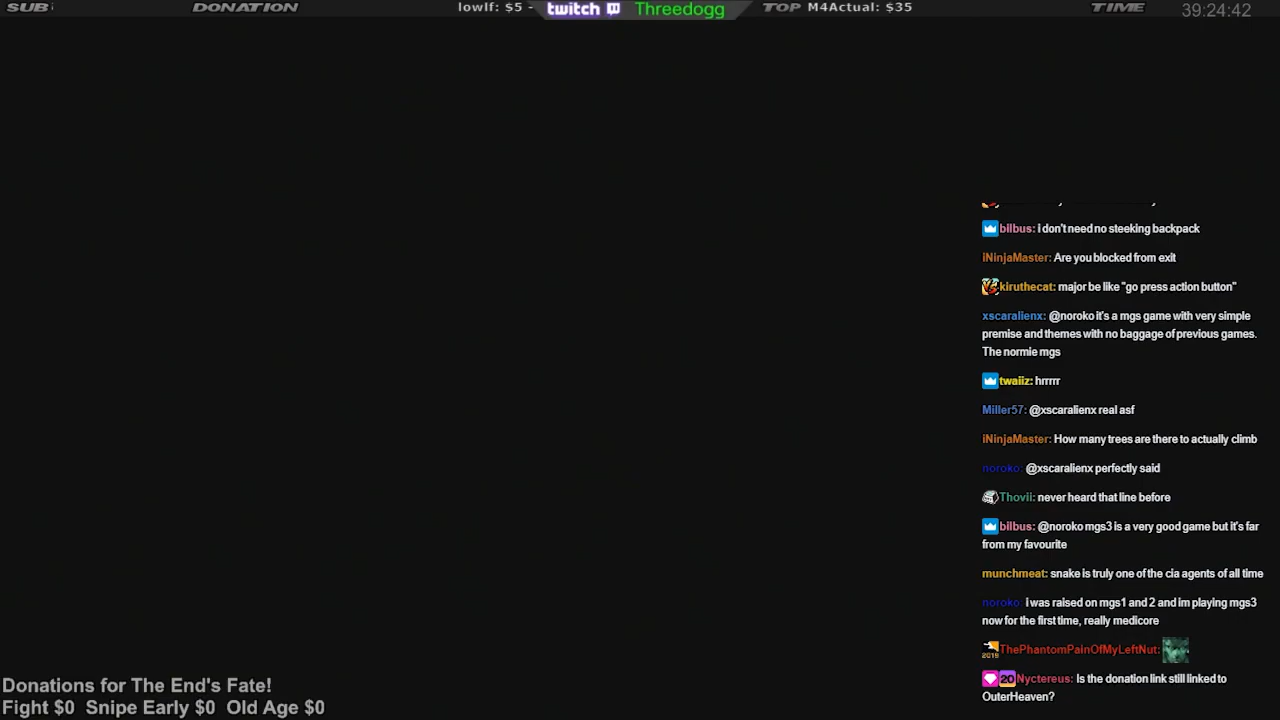 SUB DONATION lowlf: $5 - twitch Threedogg TOP M4Actual: $35 TIME 39:24:42
bilbus: i don't need no steeking backpack
iNinjaMaster: Are you blocked from exit
kiruthecat: major be like "go press action button"
xscaralienx: @noroko it's a mgs game with very simple
premise and themes with no baggage of previous games.
The normie mgs
twaiiz: hrrrrr
Miller57: @xscaralienx real asf
iNinjaMaster: How many trees are there to actually climb
noroko: @xscaralienx perfectly said
Thovii: never heard that line before
bilbus: @noroko mgs3 is a very good game but it's far
from my favourite
munchmeat: snake is truly one of the cia agents of all time
noroko: i was raised on mgs1 and 2 and im playing mgs3
now for the first time, really medicore
2019 ThePhantomPainOfMyLeftNut:
20 Nyctereus: Is the donation link still linked to
OuterHeaven?
Donations for The End's Fate!
Fight $0 Snipe Early $0 Old Age $0